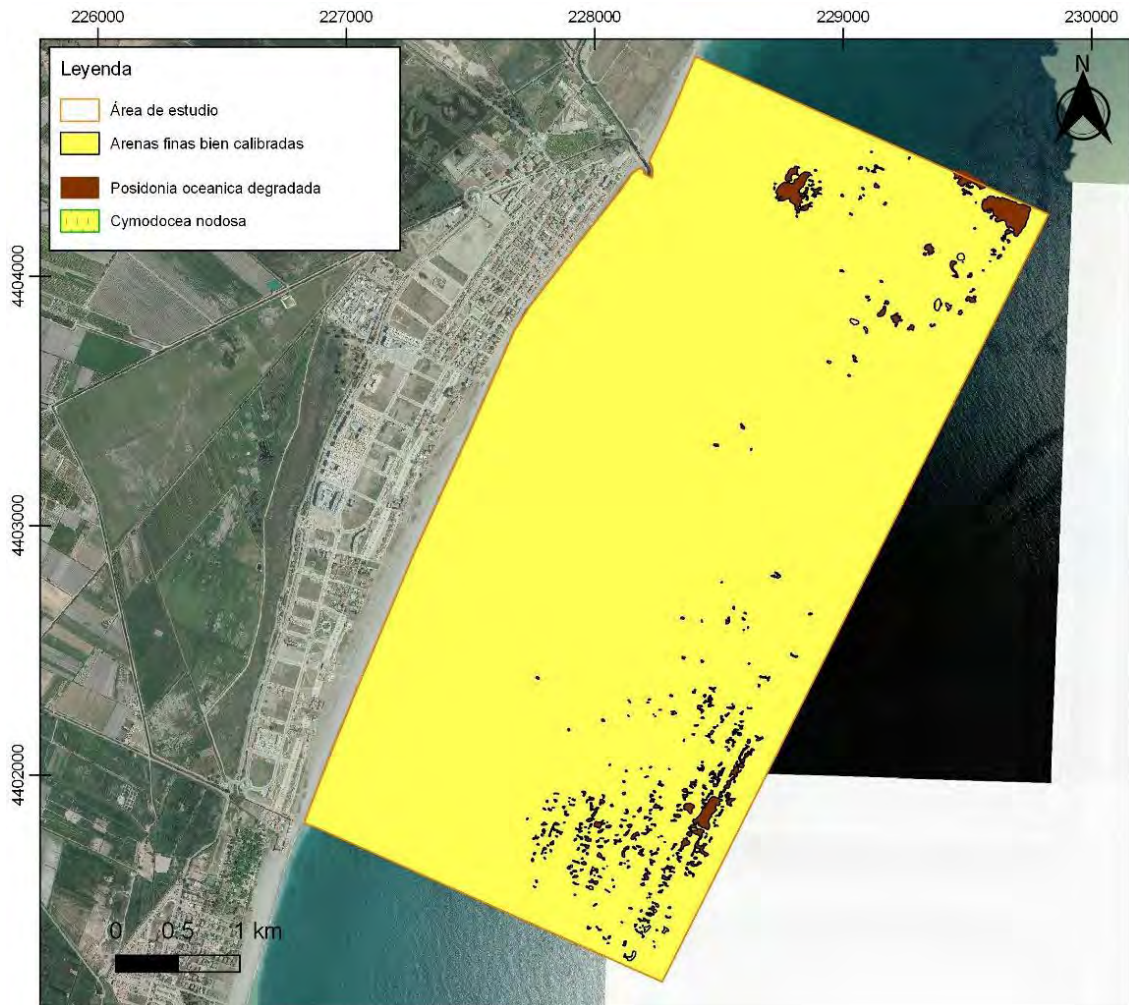 226000 227000 228000 229000 230000
Leyenda
Área de estudio
Arenas finas bien calibradas
Posidonia oceanica degradada
Cymodocea nodosa
N
4404000
4403000
4402000
0 0.5 1 km